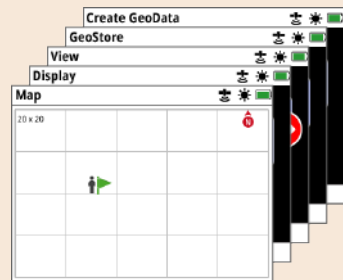 Create GeoData
GeoStore
View
Display
Map
20 x 20
N